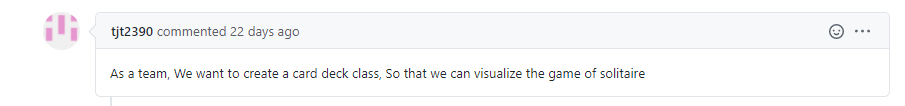 tjt2390 commented 22 days ago
As a team, We want to create a card deck class, So that we can visualize the game of solitaire